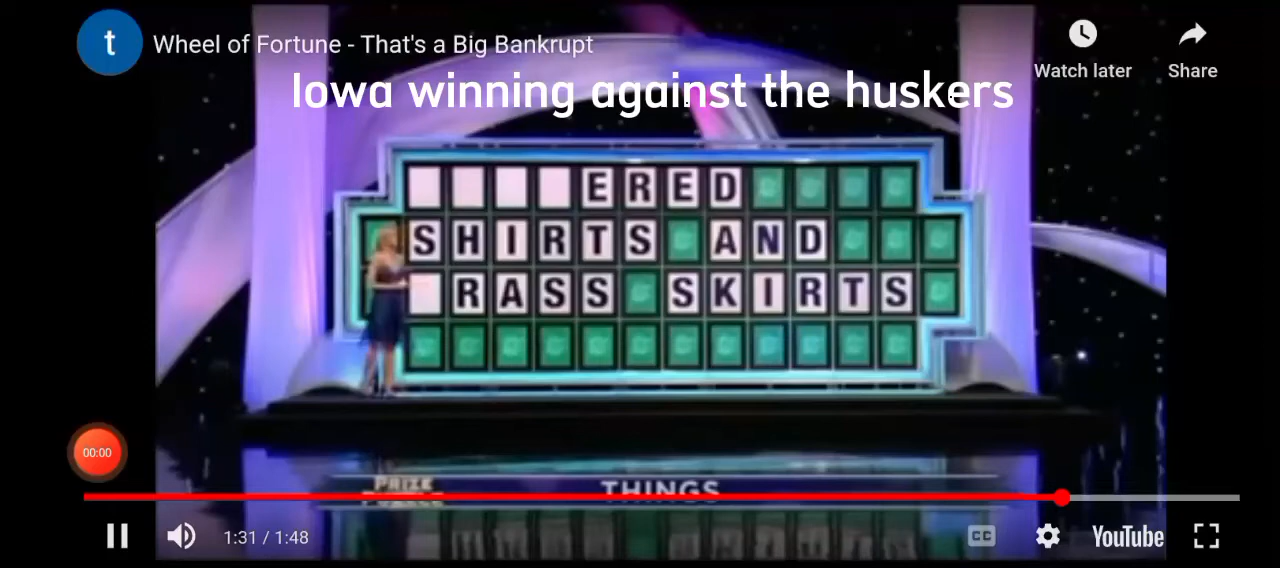 t
Wheel of Fortune - That's a Big Bankrupt
Watch later
Share
Iowa winning against the huskers
ERED
SHIRTS AND
RASS SKIRTS
00:00
PRIZE
THINGS
1:31 / 1:48
CC
YouTube